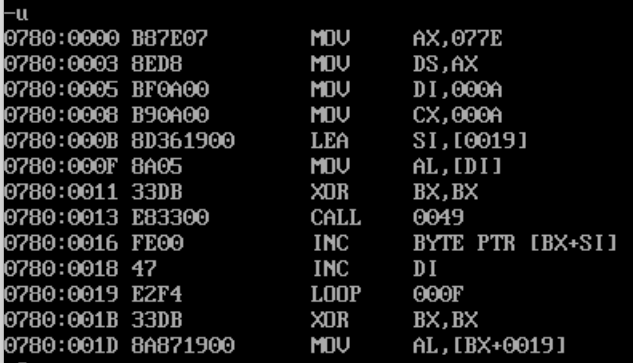 -u
0780:0000 B87E07 MOV AX,077E
0780:0003 8ED8 MOV DS,AX
0780:0005 BF0A00 MOV DI,000A
0780:0008 B90A00 MOV CX,000A
0780:000B 8D361900 LEA SI,[0019]
0780:000F 8A05 MOV AL,[DI]
0780:0011 33DB XOR BX,BX
0780:0013 E83300 CALL 0049
0780:0016 FE00 INC BYTE PTR [BX+SI]
0780:0018 47 INC DI
0780:0019 E2F4 LOOP 000F
0780:001B 33DB XOR BX,BX
0780:001D 8A871900 MOV AL,[BX+0019]